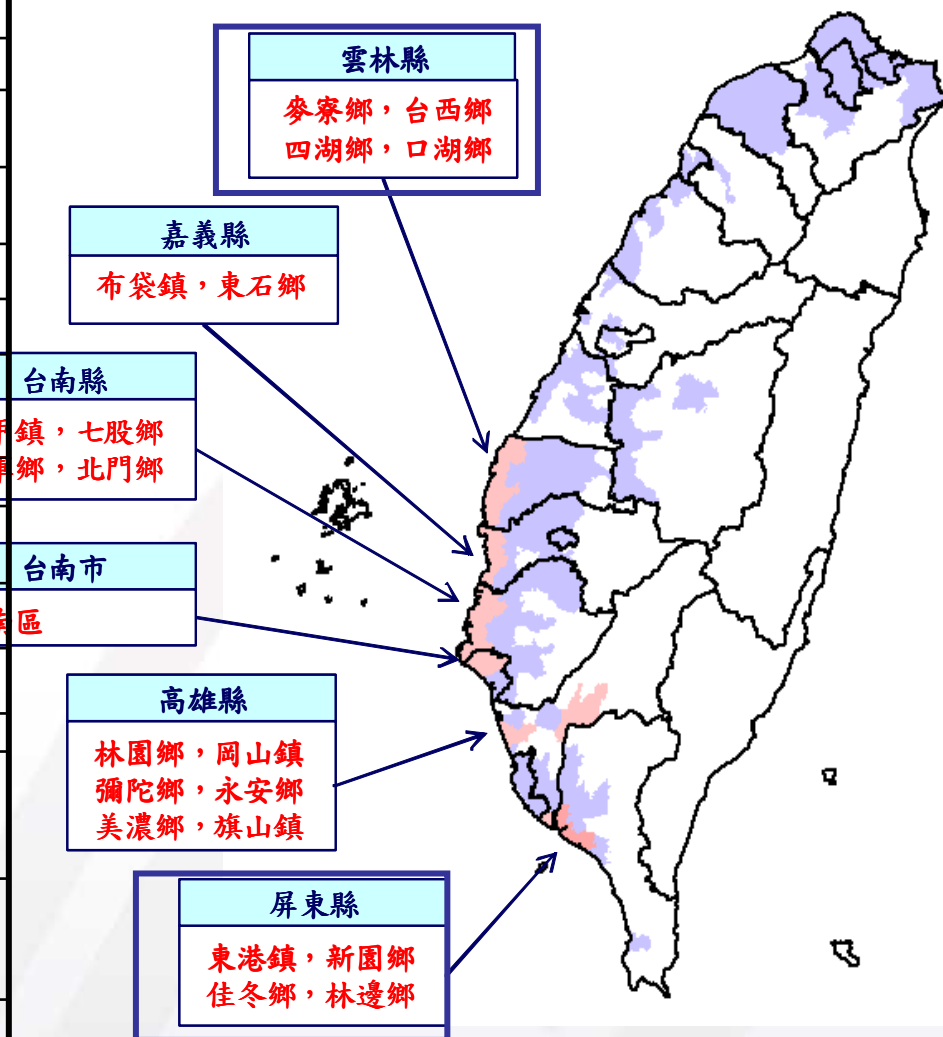 雲林縣
麥寮鄉，台西鄉
四湖鄉，口湖鄉
嘉義縣
布袋鎮，東石鄉
台南縣
鎮，七股鄉
鄉，北門鄉
台南市
區
高雄縣
林園鄉，岡山鎮
彌陀鄉，永安鄉
美濃鄉，旗山鎮
屏東縣
東港鎮，新園鄉
佳冬鄉，林邊鄉